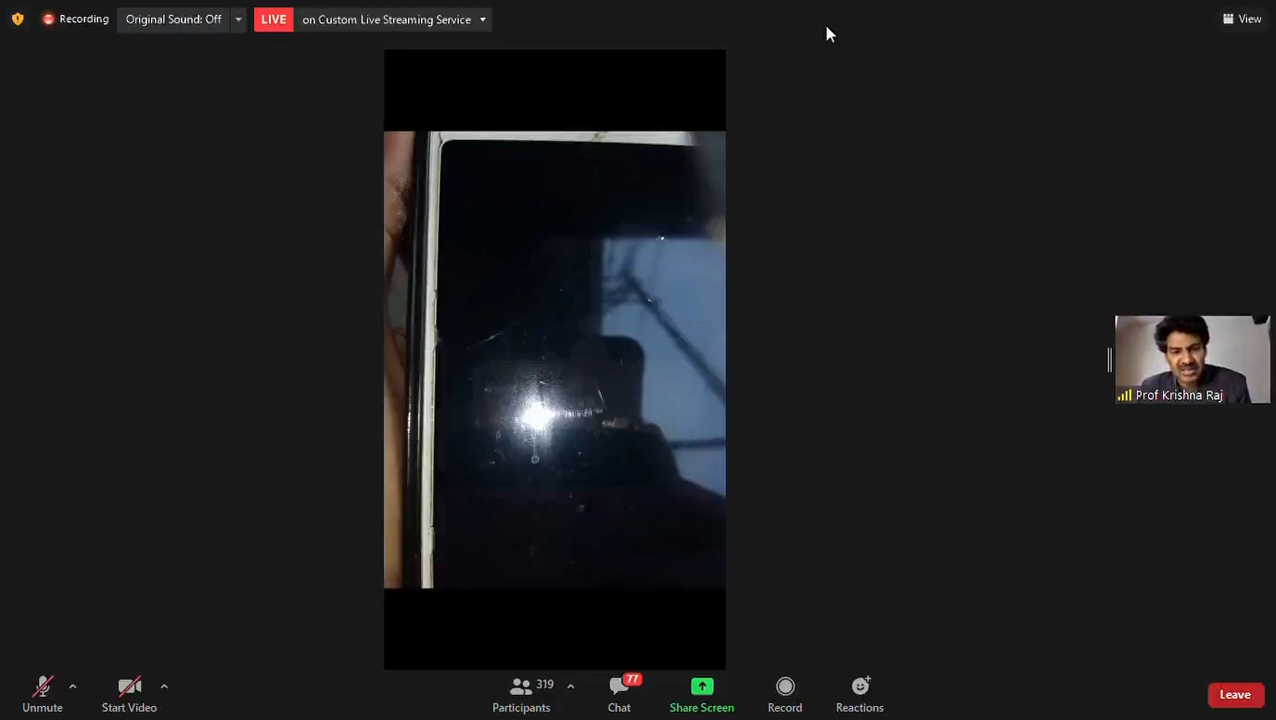 Recording
Original Sound: Off
LIVE
on Custom Live Streaming Service
View
Prof Krishna Raj
Unmute
Start Video
319
Participants
77
Chat
Share Screen
Record
Reactions
Leave